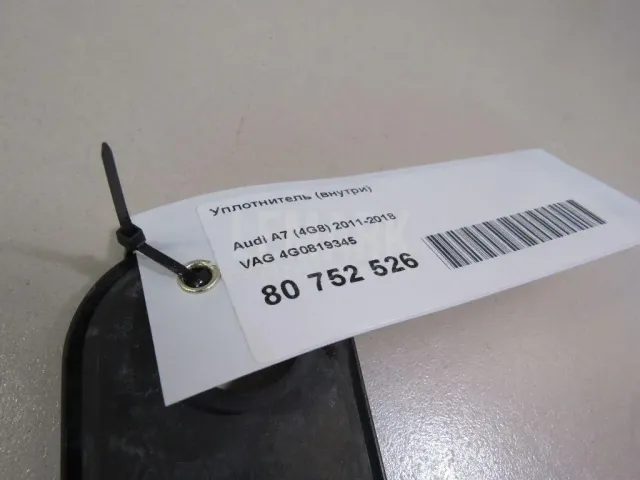 Уплотнитель (внутри)
Audi A7 (4G8) 2011-2018
VAG 4G0819345
80 752 526